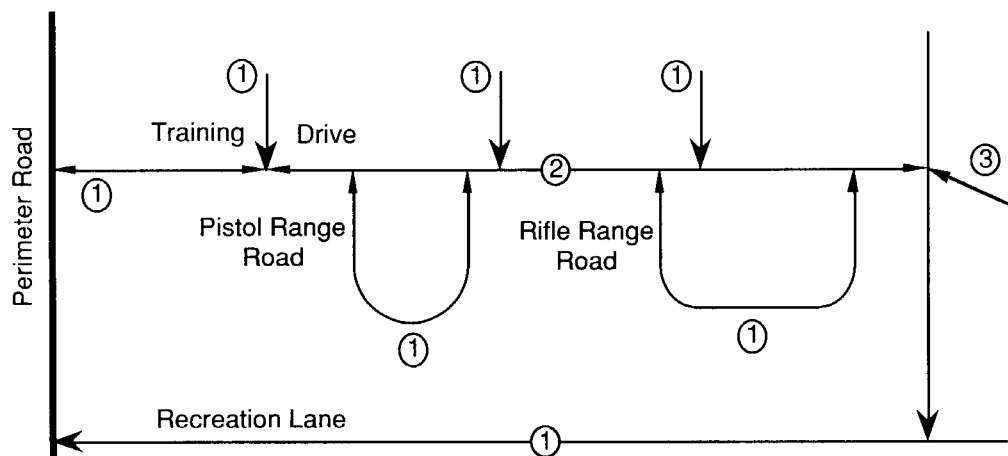 1
1
1
Training Drive
3
2
1
Perimeter Road
Pistol Range
Road
Rifle Range
Road
1
1
Recreation Lane
1